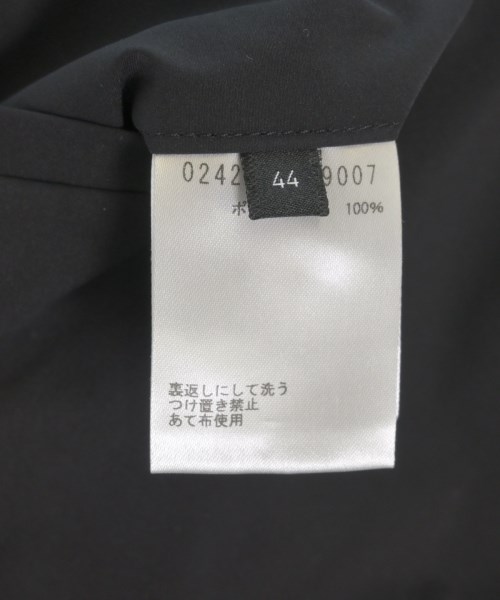 0242 44 9007
ポ 100%
裏返しにして洗う
つけ置き禁止
あて布使用